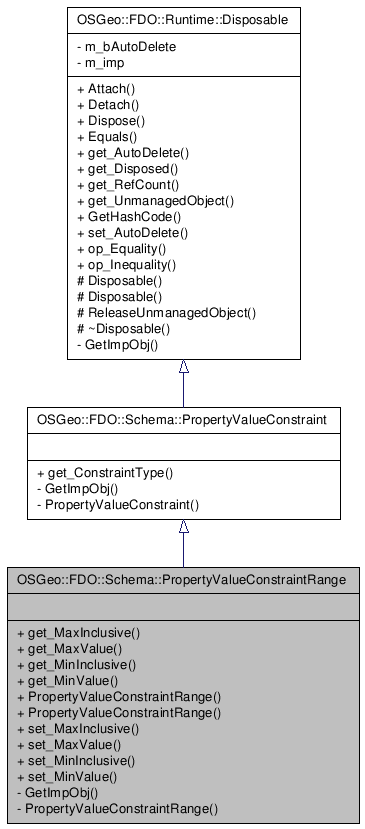 OSGeo::FDO::Runtime::Disposable
- m_bAutoDelete
- m_imp
+ Attach()
+ Detach()
+ Dispose()
+ Equals()
+ get_AutoDelete()
+ get_Disposed()
+ get_RefCount()
+ get_UnmanagedObject()
+ GetHashCode()
+ set_AutoDelete()
+ op_Equality()
+ op_Inequality()
# Disposable()
# Disposable()
# ReleaseUnmanagedObject()
# ~Disposable()
- GetImpObj()
OSGeo::FDO::Schema::PropertyValueConstraint
+ get_ConstraintType()
- GetImpObj()
- PropertyValueConstraint()
OSGeo::FDO::Schema::PropertyValueConstraintRange
+ get_MaxInclusive()
+ get_MaxValue()
+ get_MinInclusive()
+ get_MinValue()
+ PropertyValueConstraintRange()
+ PropertyValueConstraintRange()
+ set_MaxInclusive()
+ set_MaxValue()
+ set_MinInclusive()
+ set_MinValue()
- GetImpObj()
- PropertyValueConstraintRange()